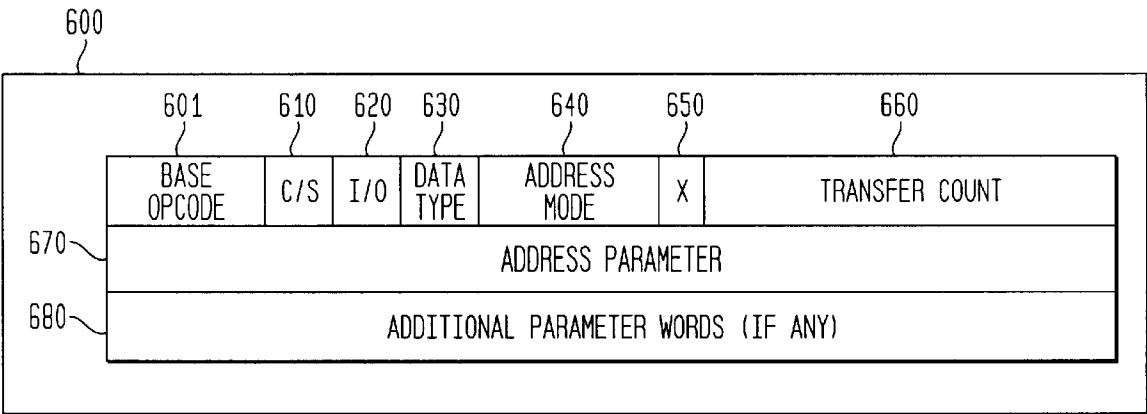 600
601 610 620 630 640 650 660
BASE OPCODE C/S I/O DATA TYPE ADDRESS MODE X TRANSFER COUNT
670 ADDRESS PARAMETER
680 ADDITIONAL PARAMETER WORDS (IF ANY)